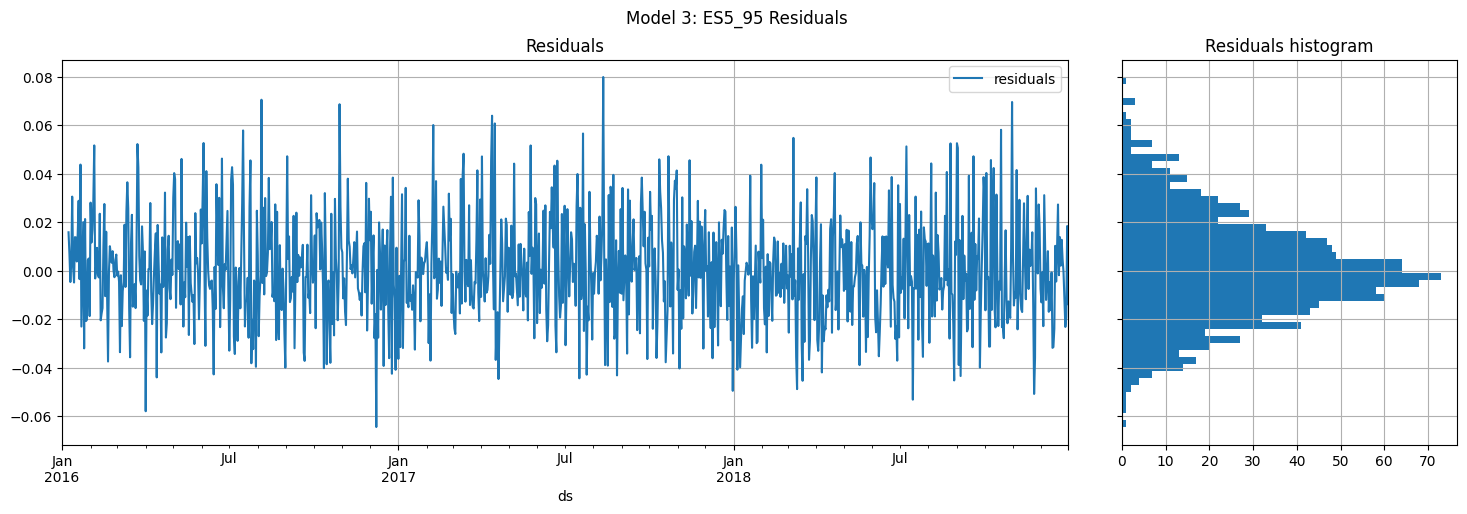 Model 3: ES5_95 Residuals
Residuals
Residuals histogram
residuals
0.08
0.06
0.04
0.02
0.00
−0.02
−0.04
−0.06
Jan
2016
Jul
Jan
2017
Jul
Jan
2018
Jul
ds
0 10 20 30 40 50 60 70